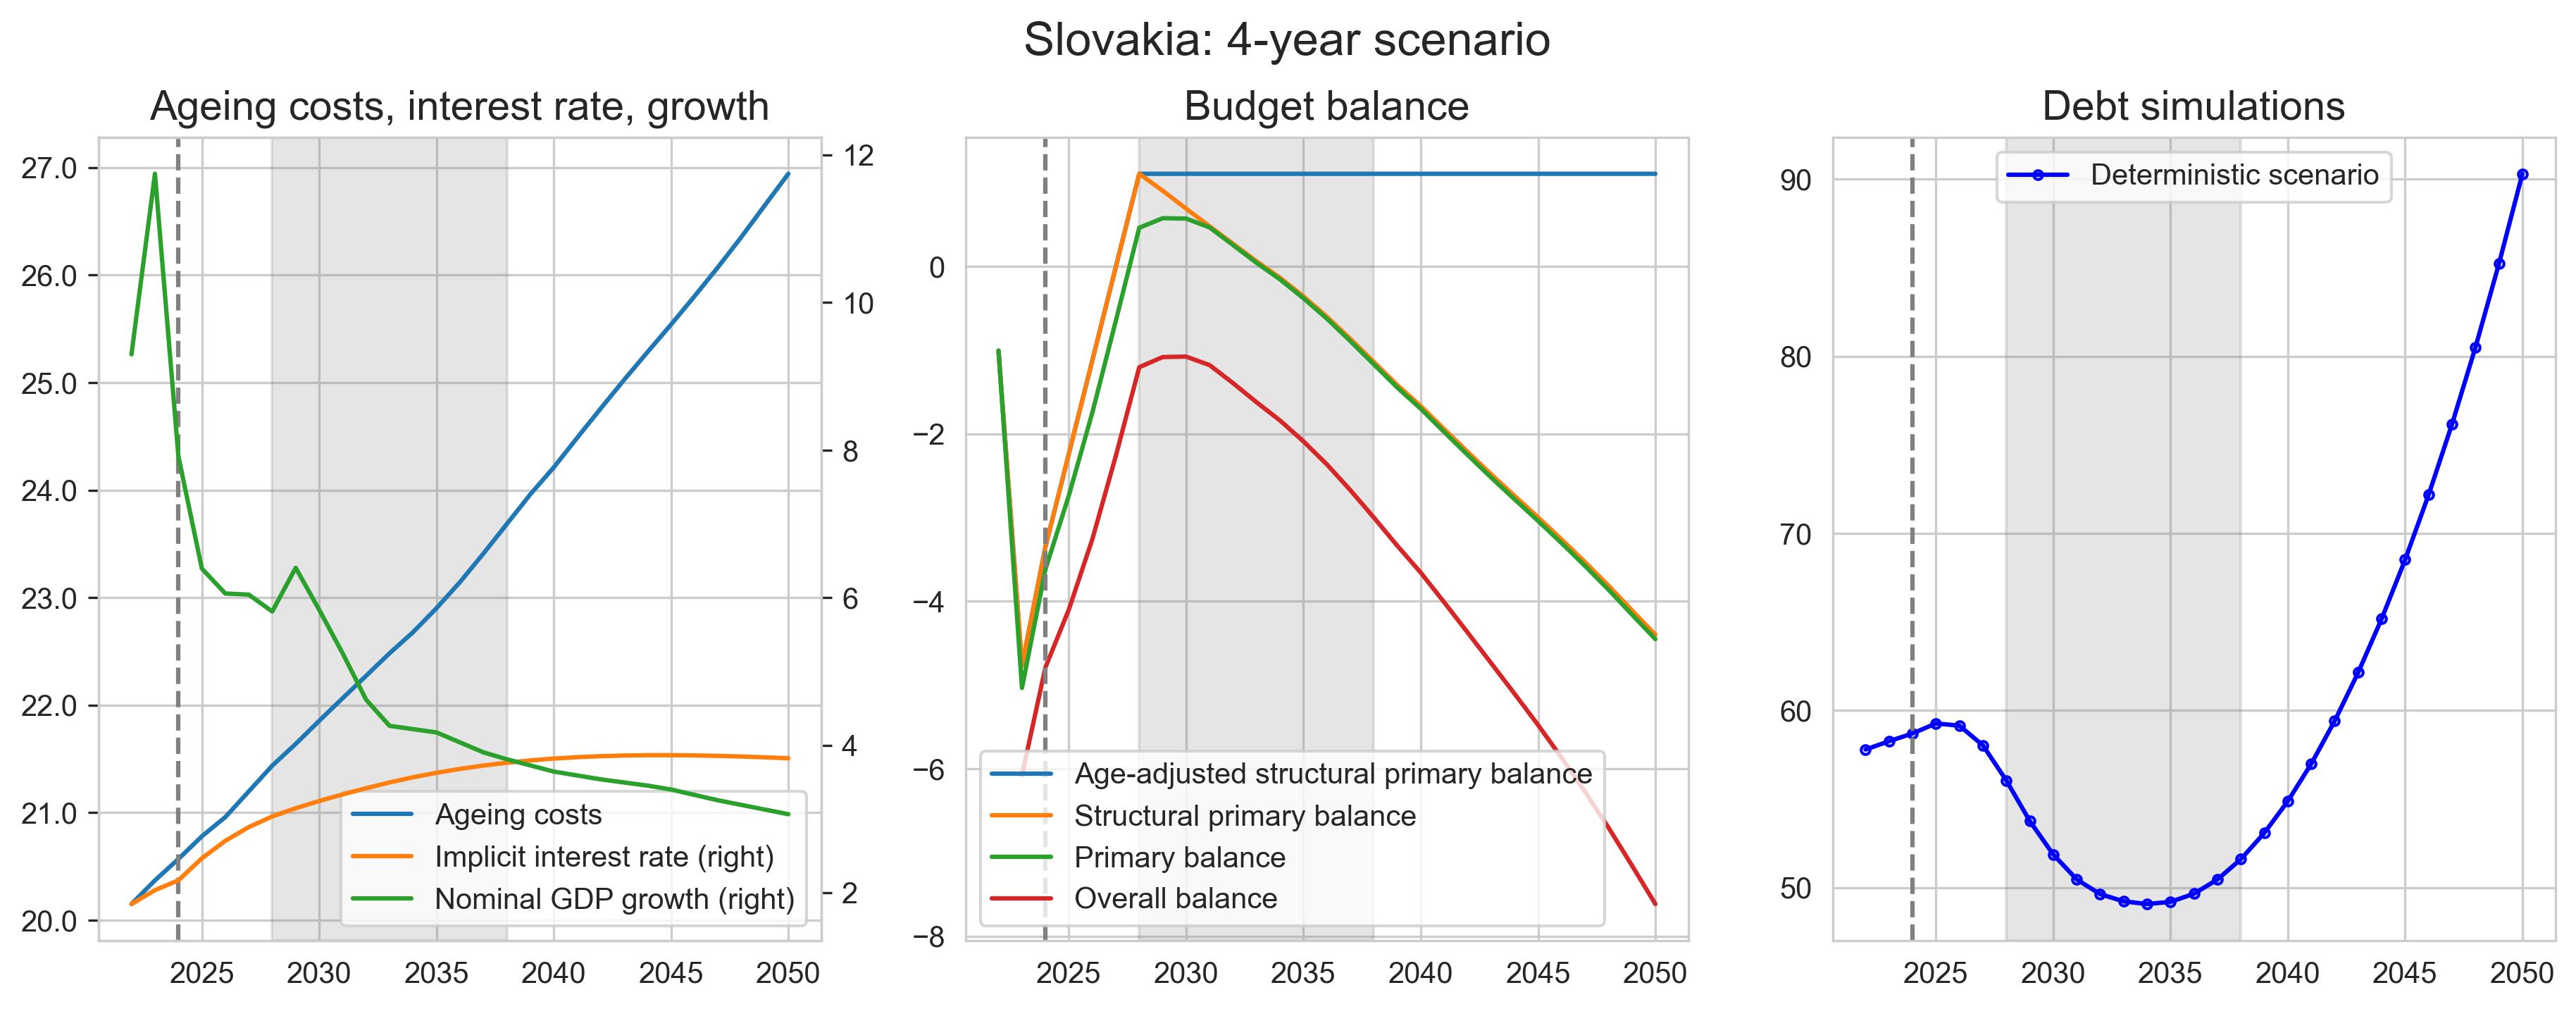 Slovakia: 4-year scenario
Ageing costs, interest rate, growth
27.0
26.0
25.0
24.0
23.0
22.0
21.0
20.0
12
10
8
6
4
2
Ageing costs
Implicit interest rate (right)
Nominal GDP growth (right)
2025 2030 2035 2040 2045 2050
Budget balance
0
−2
−4
−6
−8
Age-adjusted structural primary balance
Structural primary balance
Primary balance
Overall balance
2025 2030 2035 2040 2045 2050
Debt simulations
Deterministic scenario
90
80
70
60
50
2025 2030 2035 2040 2045 2050